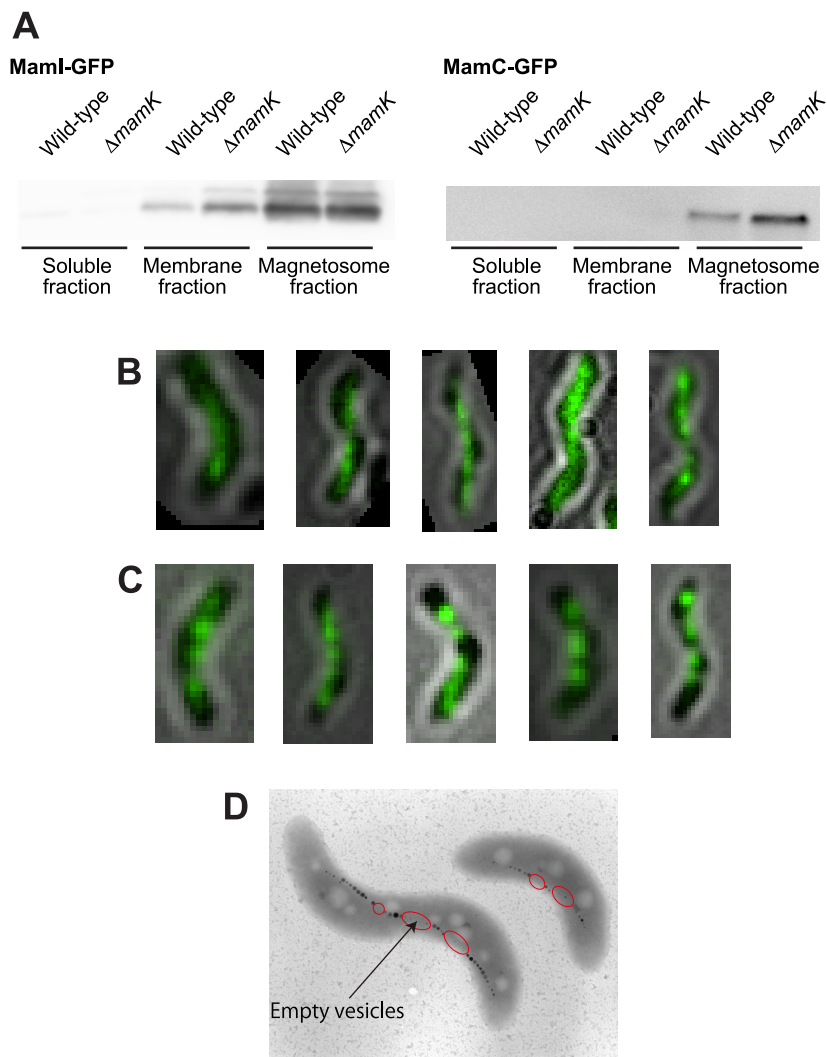 A
MamI-GFP
Wild-type
ΔmamK
Wild-type
ΔmamK
Wild-type
ΔmamK
Soluble
fraction
Membrane
fraction
Magnetosome
fraction
MamC-GFP
Wild-type
ΔmamK
Wild-type
ΔmamK
Wild-type
ΔmamK
Soluble
fraction
Membrane
fraction
Magnetosome
fraction
B
C
D
Empty vesicles